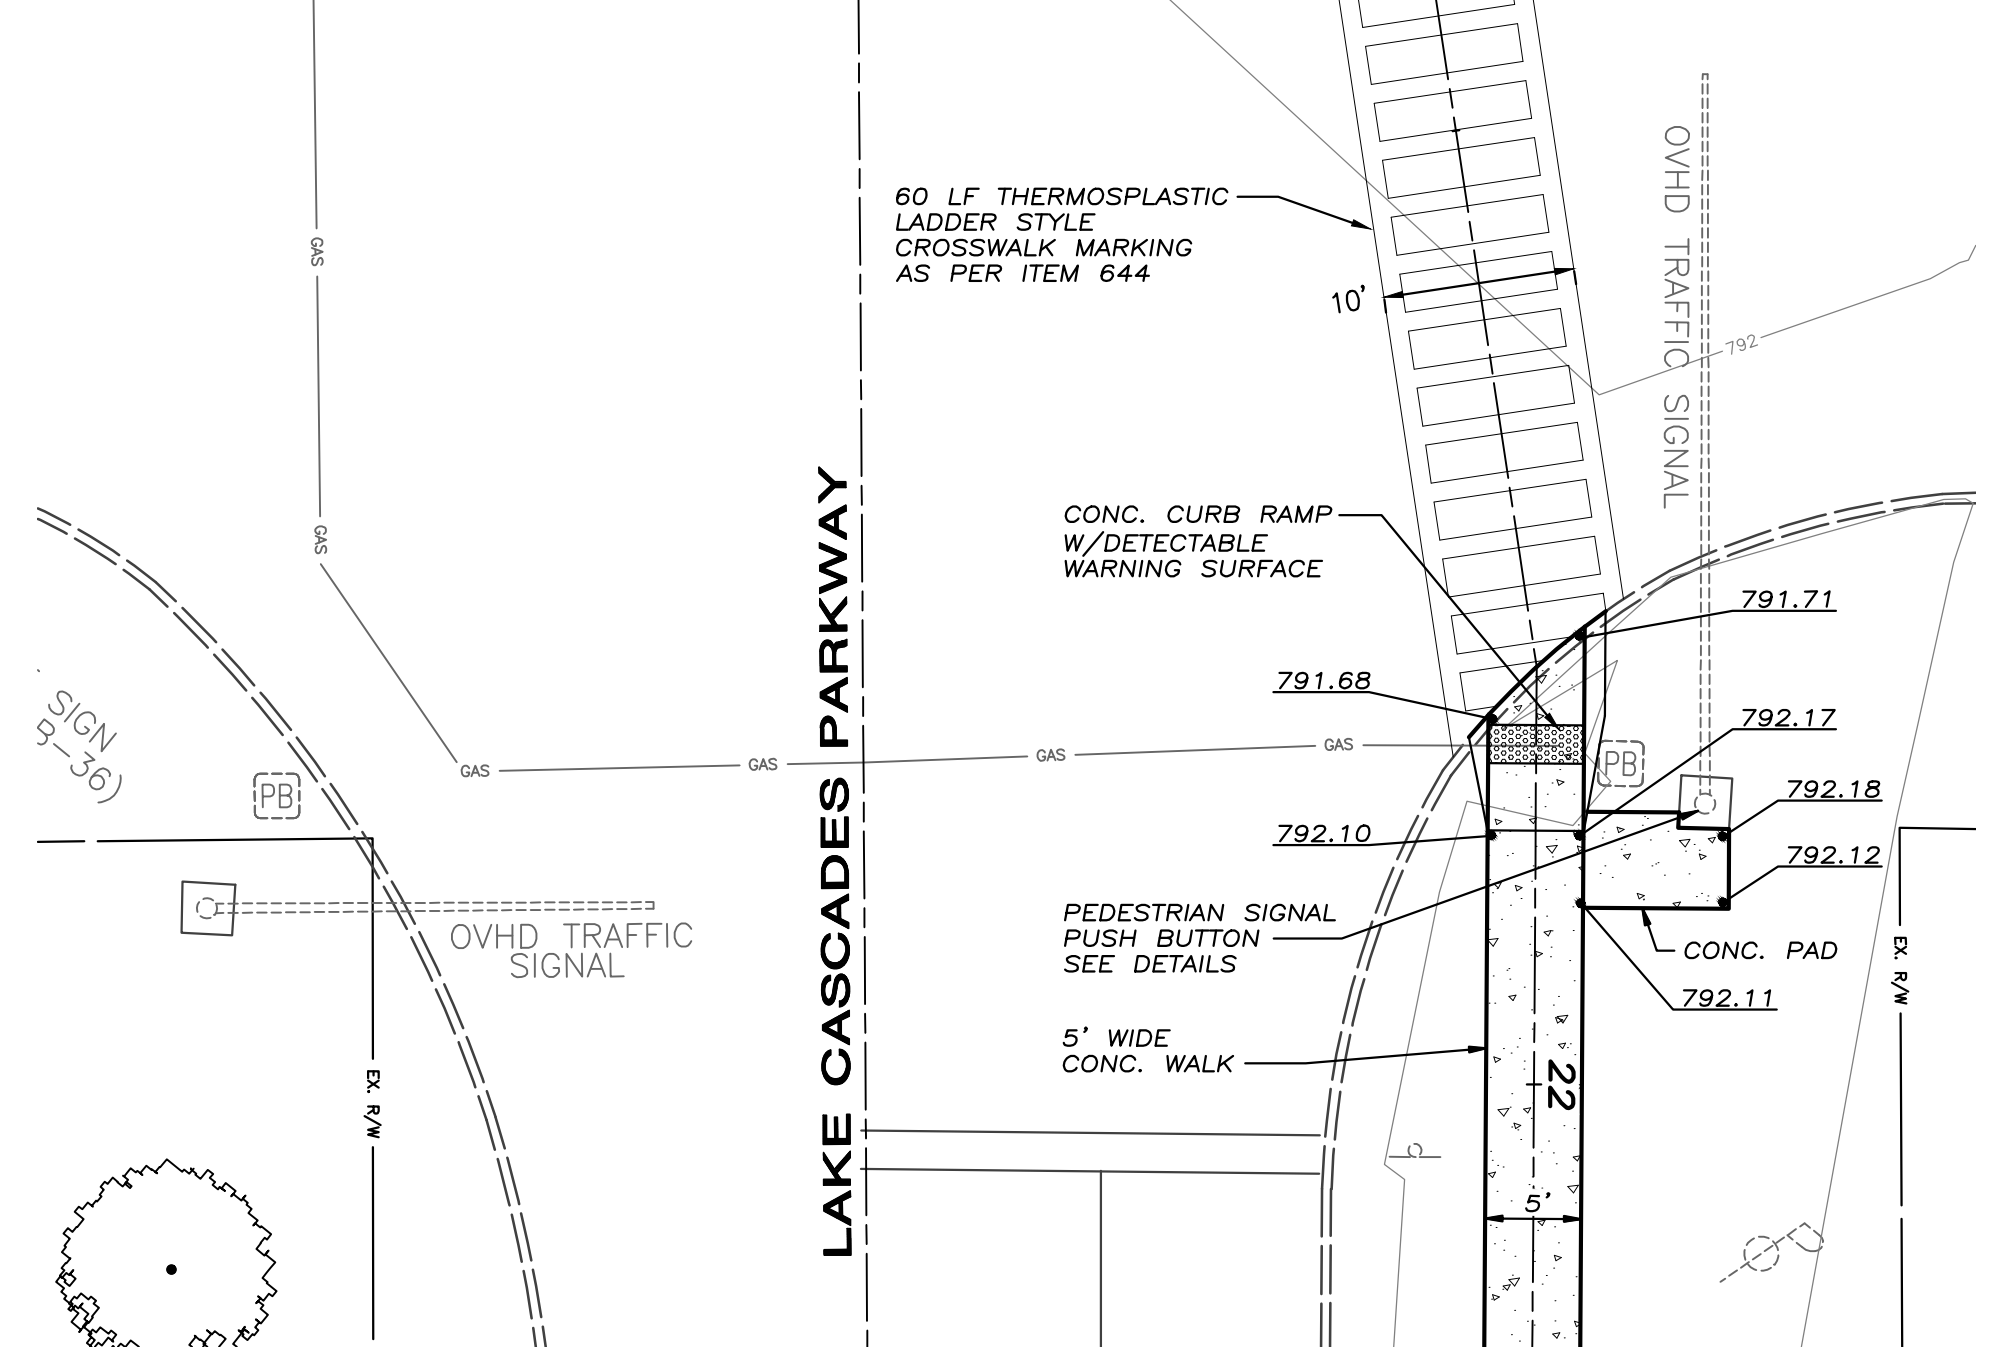 60 LF THERMOSPLASTIC
LADDER STYLE
CROSSWALK MARKING
AS PER ITEM 644
OVHD TRAFFIC SIGNAL
GAS
10'
792
GAS
CONC. CURB RAMP
W/DETECTABLE
WARNING SURFACE
791.71
791.68
SIGN
B-36)
792.17
GAS
GAS
GAS
GAS
PB
PB
792.18
792.10
792.12
LAKE CASCADES PARKWAY
OVHD TRAFFIC
SIGNAL
PEDESTRIAN SIGNAL
PUSH BUTTON
SEE DETAILS
CONC. PAD
EX. R/W
792.11
5' WIDE
CONC. WALK
22
EX. R/W
5'